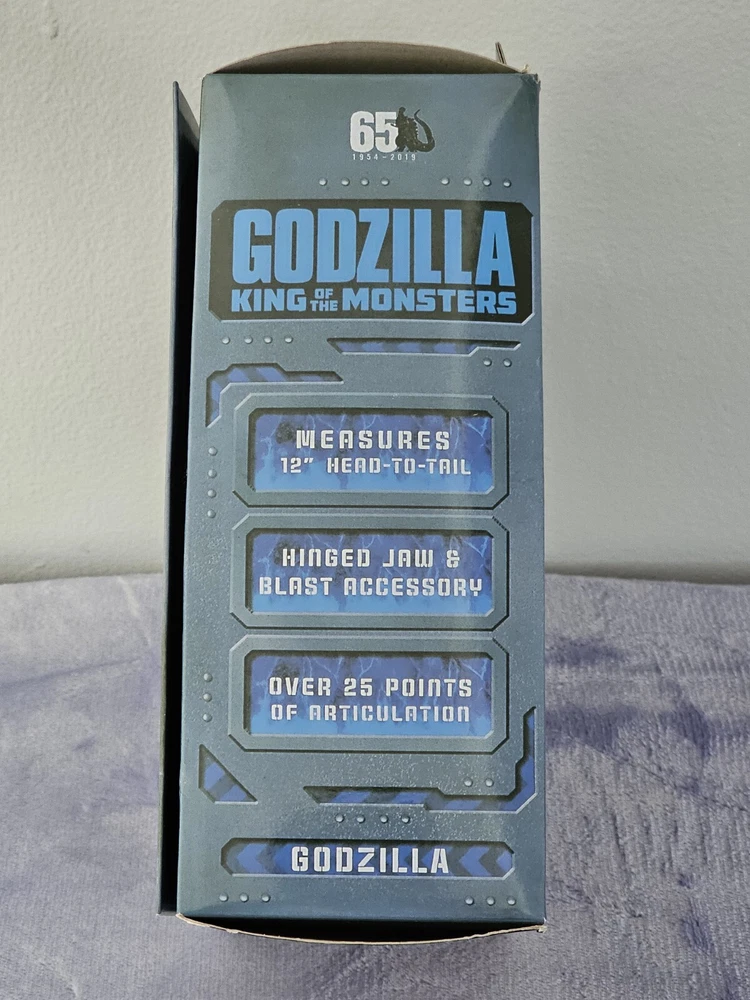 65
1954-2019
GODZILLA
KING OF THE MONSTERS
MEASURES
12" HEAD-TO-TAIL
HINGED JAW &
BLAST ACCESSORY
OVER 25 POINTS
OF ARTICULATION
GODZILLA